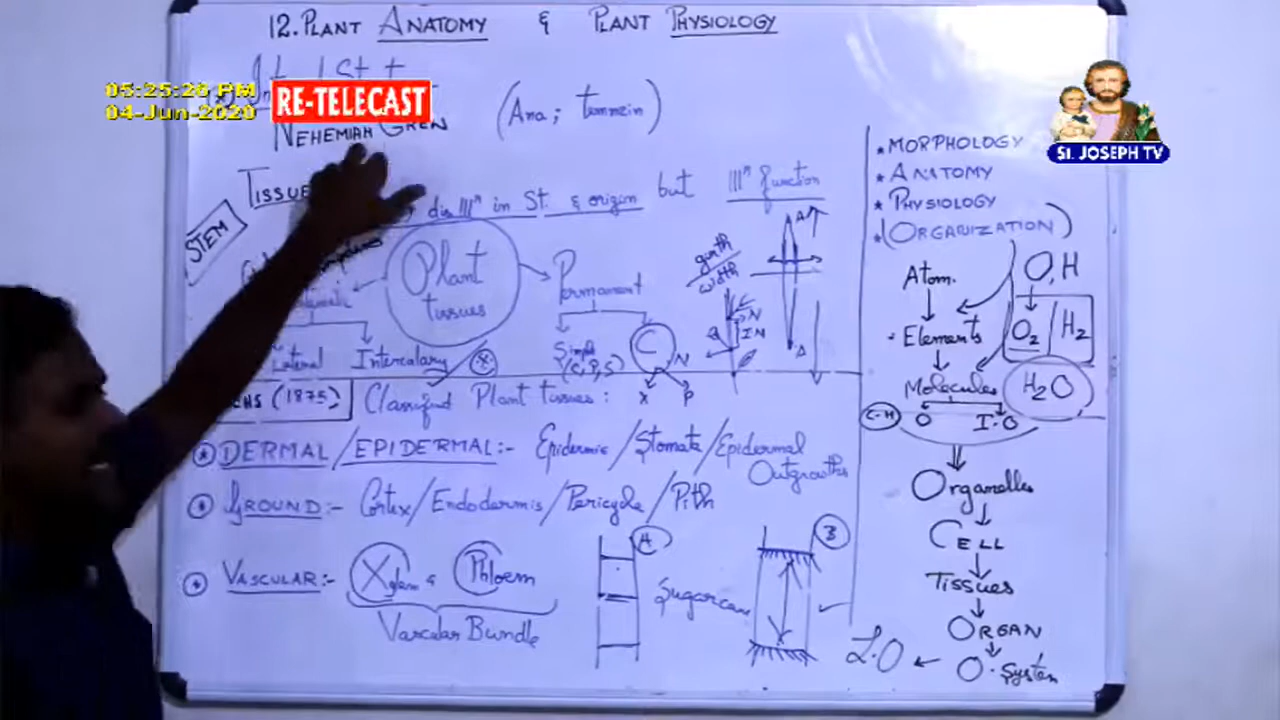 12. PLANT ANATOMY & PLANT PHYSIOLOGY
05:25:20 PM
04-Jun-2020
RE-TELECAST
NEHEMIAH GREW
(Ana; temnein)
ST. JOSEPH TV
* MORPHOLOGY
* ANATOMY
* PHYSIOLOGY
* (ORGANIZATION)
TISSUE
in St. & origin but function
STEM
Plant tissues
Permanent
girth/width
A
Lateral
Intercalary
Simple
(C, P, S)
C
N
X
P
N
IN
A
(1875)
Classified Plant tissues:
* DERMAL/EPIDERMAL:- Epidermis/Stomata/Epidermal Outgrowths
GROUND:- Cortex/Endodermis/Pericycle/Pith
VASCULAR:- Xylem & Phloem
Vascular Bundle
A
Sugarcane
B
Atom.
O, H
O2/H2
Elements
Molecules
H2O
C-H
O
I.O
Organelles
CELL
Tissues
ORGAN
O. System
L.O